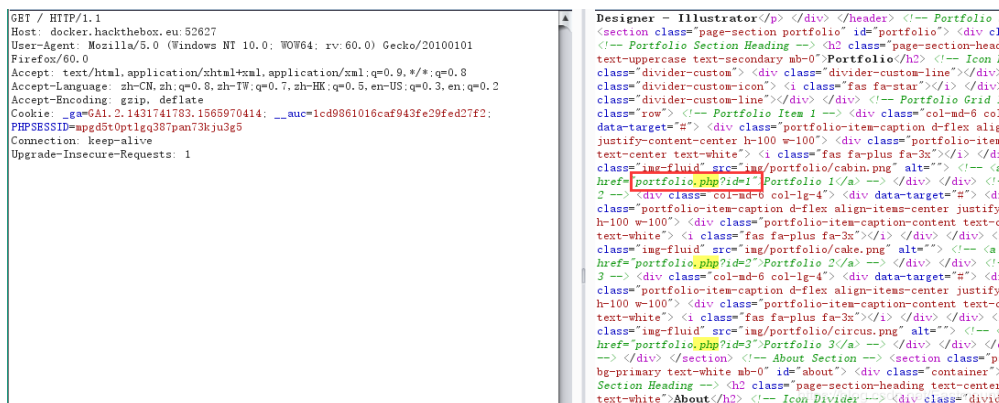 GET / HTTP/1.1
Host: docker.hackthebox.eu:52627
User-Agent: Mozilla/5.0 (Windows NT 10.0; WOW64; rv:60.0) Gecko/20100101
Firefox/60.0
Accept: text/html,application/xhtml+xml,application/xml;q=0.9,*/*;q=0.8
Accept-Language: zh-CN,zh;q=0.8,zh-TW;q=0.7,zh-HK;q=0.5,en-US;q=0.3,en;q=0.2
Accept-Encoding: gzip, deflate
Cookie: _ga=GA1.2.1431741783.1565970414; __auc=1cd9861016caf943fe29fed27f2;
PHPSESSID=mpgd5t0pt1gq387pan73kju3g5
Connection: keep-alive
Upgrade-Insecure-Requests: 1
Designer - Illustrator</p> </div> </header> <!-- Portfolio
<section class="page-section portfolio" id="portfolio"> <div cl
<!-- Portfolio Section Heading --> <h2 class="page-section-head
text-uppercase text-secondary mb-0">Portfolio</h2> <!-- Icon D
class="divider-custom"> <div class="divider-custom-line"></div>
class="divider-custom-icon"> <i class="fas fa-star"></i> </div>
class="divider-custom-line"></div> </div> <!-- Portfolio Grid
class="row"> <!-- Portfolio Item 1 --> <div class="col-md-6 col
data-target="#"> <div class="portfolio-item-caption d-flex alig
justify-content-center h-100 w-100"> <div class="portfolio-item
text-center text-white"> <i class="fas fa-plus fa-3x"></i> </di
class="img-fluid" src="img/portfolio/cabin.png" alt=""> <!-- <a
href="portfolio.php?id=1">Portfolio 1</a> --> </div> </div> <!-
2 --> <div class="col-md-6 col-lg-4"> <div data-target="#"> <di
class="portfolio-item-caption d-flex align-items-center justify
h-100 w-100"> <div class="portfolio-item-caption-content text-c
text-white"> <i class="fas fa-plus fa-3x"></i> </div> </div> <i
class="img-fluid" src="img/portfolio/cake.png" alt=""> <!-- <a
href="portfolio.php?id=2">Portfolio 2</a> --> </div> </div> <!-
3 --> <div class="col-md-6 col-lg-4"> <div data-target="#"> <di
class="portfolio-item-caption d-flex align-items-center justify
h-100 w-100"> <div class="portfolio-item-caption-content text-c
text-white"> <i class="fas fa-plus fa-3x"></i> </div> </div> <i
class="img-fluid" src="img/portfolio/circus.png" alt=""> <!-- <
href="portfolio.php?id=3">Portfolio 3</a> --> </div> </div> </d
--> </div> </section> <!-- About Section --> <section class="p
bg-primary text-white mb-0" id="about"> <div class="container">
Section Heading --> <h2 class="page-section-heading text-center
text-white">About</h2> <!-- Icon Divider --> <div class="divid